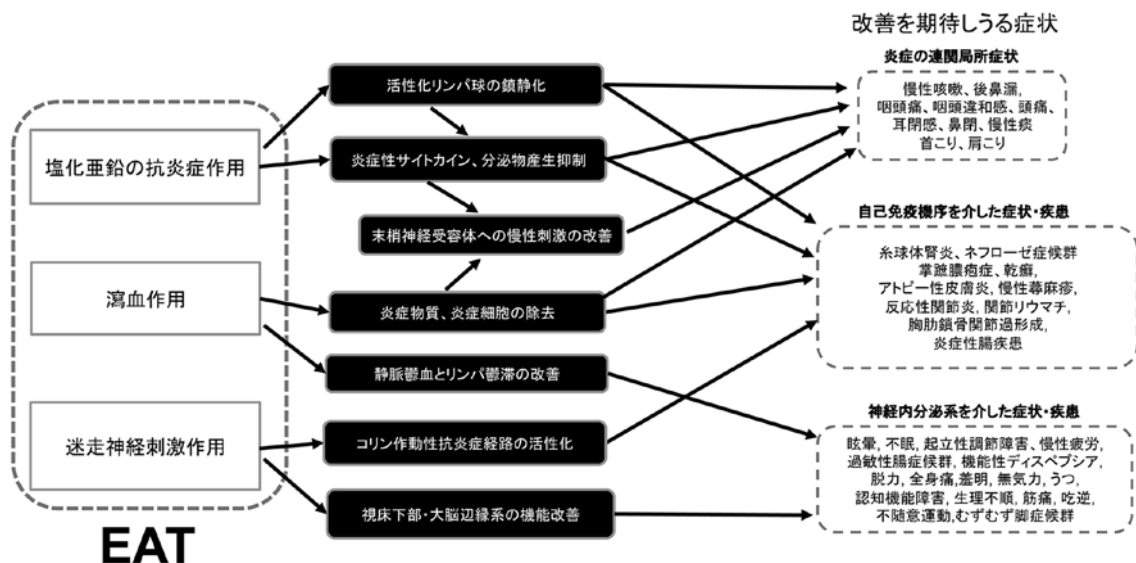 改善を期待しうる症状
炎症の連関局所症状
慢性咳嗽、後鼻漏,
咽頭痛、咽頭違和感、頭痛、
耳閉感、鼻閉、慢性痰
首こり、肩こり
活性化リンパ球の鎮静化
塩化亜鉛の抗炎症作用
炎症性サイトカイン、分泌物産生抑制
末梢神経受容体への慢性刺激の改善
自己免疫機序を介した症状・疾患
糸球体腎炎、ネフローゼ症候群
掌蹠膿疱症、乾癬,
アトピー性皮膚炎、慢性蕁麻疹,
反応性関節炎、関節リウマチ,
胸肋鎖骨関節過形成,
炎症性腸疾患
瀉血作用
炎症物質、炎症細胞の除去
静脈鬱血とリンパ鬱滞の改善
迷走神経刺激作用
コリン作動性抗炎症経路の活性化
視床下部・大脳辺縁系の機能改善
神経内分泌系を介した症状・疾患
眩暈、不眠, 起立性調節障害、慢性疲労,
過敏性腸症候群, 機能性ディスペプシア,
脱力, 全身痛,羞明, 無気力, うつ,
認知機能障害, 生理不順, 筋痛, 吃逆,
不随意運動,むずむず脚症候群
EAT